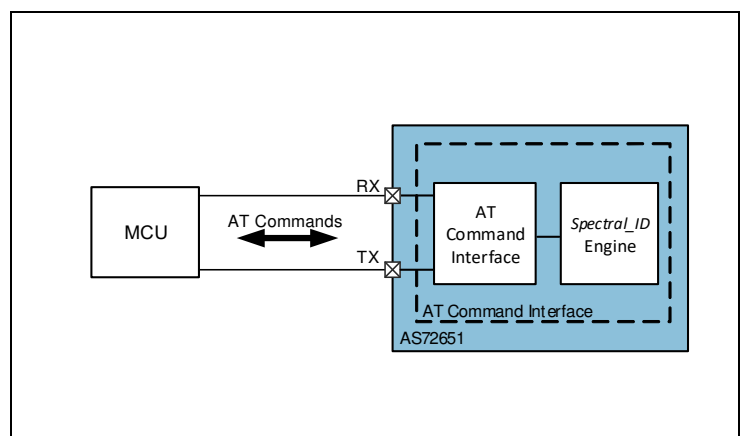 RX
AT Commands
MCU
TX
AT
Command
Interface
Spectral_ID
Engine
AT Command Interface
AS72651